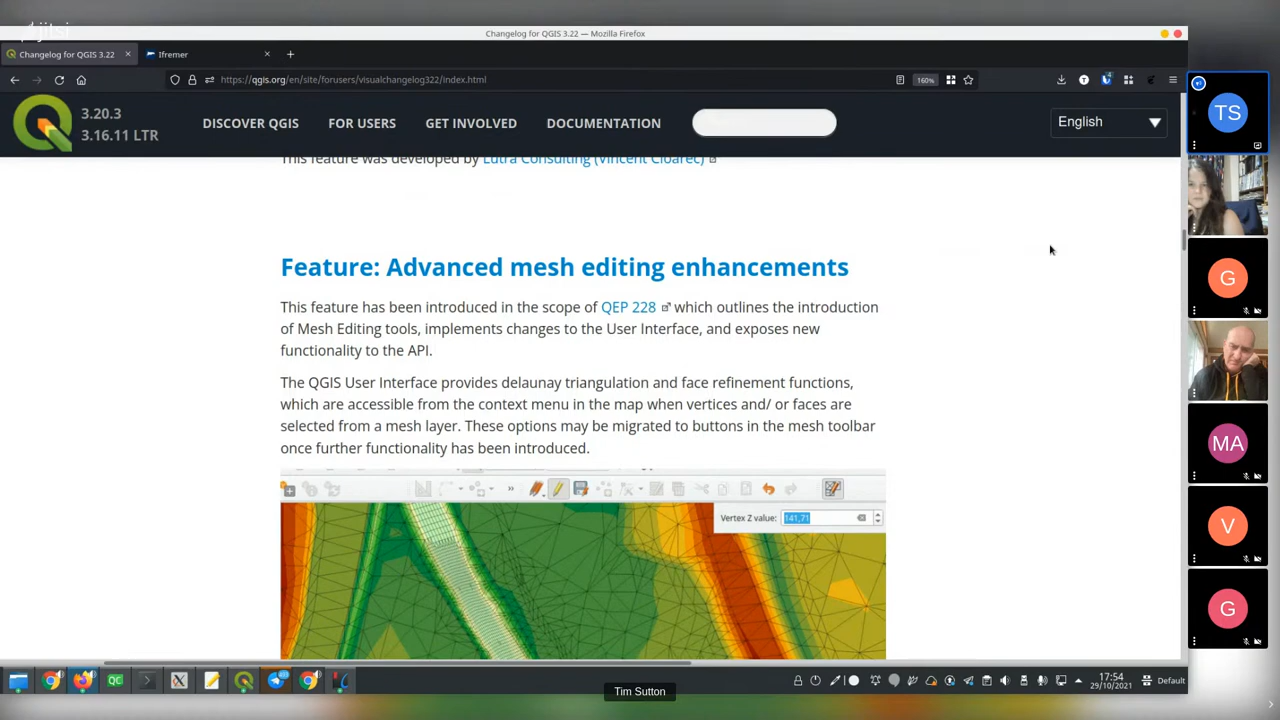 jitsi
Changelog for QGIS 3.22 — Mozilla Firefox
Changelog for QGIS 3.22
Ifremer
https://qgis.org/en/site/forusers/visualchangelog322/index.html
160%
3.20.3
3.16.11 LTR
DISCOVER QGIS
FOR USERS
GET INVOLVED
DOCUMENTATION
English
This feature was developed by Lutra Consulting (Vincent Cloarec)
Feature: Advanced mesh editing enhancements
This feature has been introduced in the scope of QEP 228 which outlines the introduction
of Mesh Editing tools, implements changes to the User Interface, and exposes new
functionality to the API.
The QGIS User Interface provides delaunay triangulation and face refinement functions,
which are accessible from the context menu in the map when vertices and/ or faces are
selected from a mesh layer. These options may be migrated to buttons in the mesh toolbar
once further functionality has been introduced.
Vertex Z value: 141,71
TS
G
MA
V
G
17:54
29/10/2021
Default
Tim Sutton